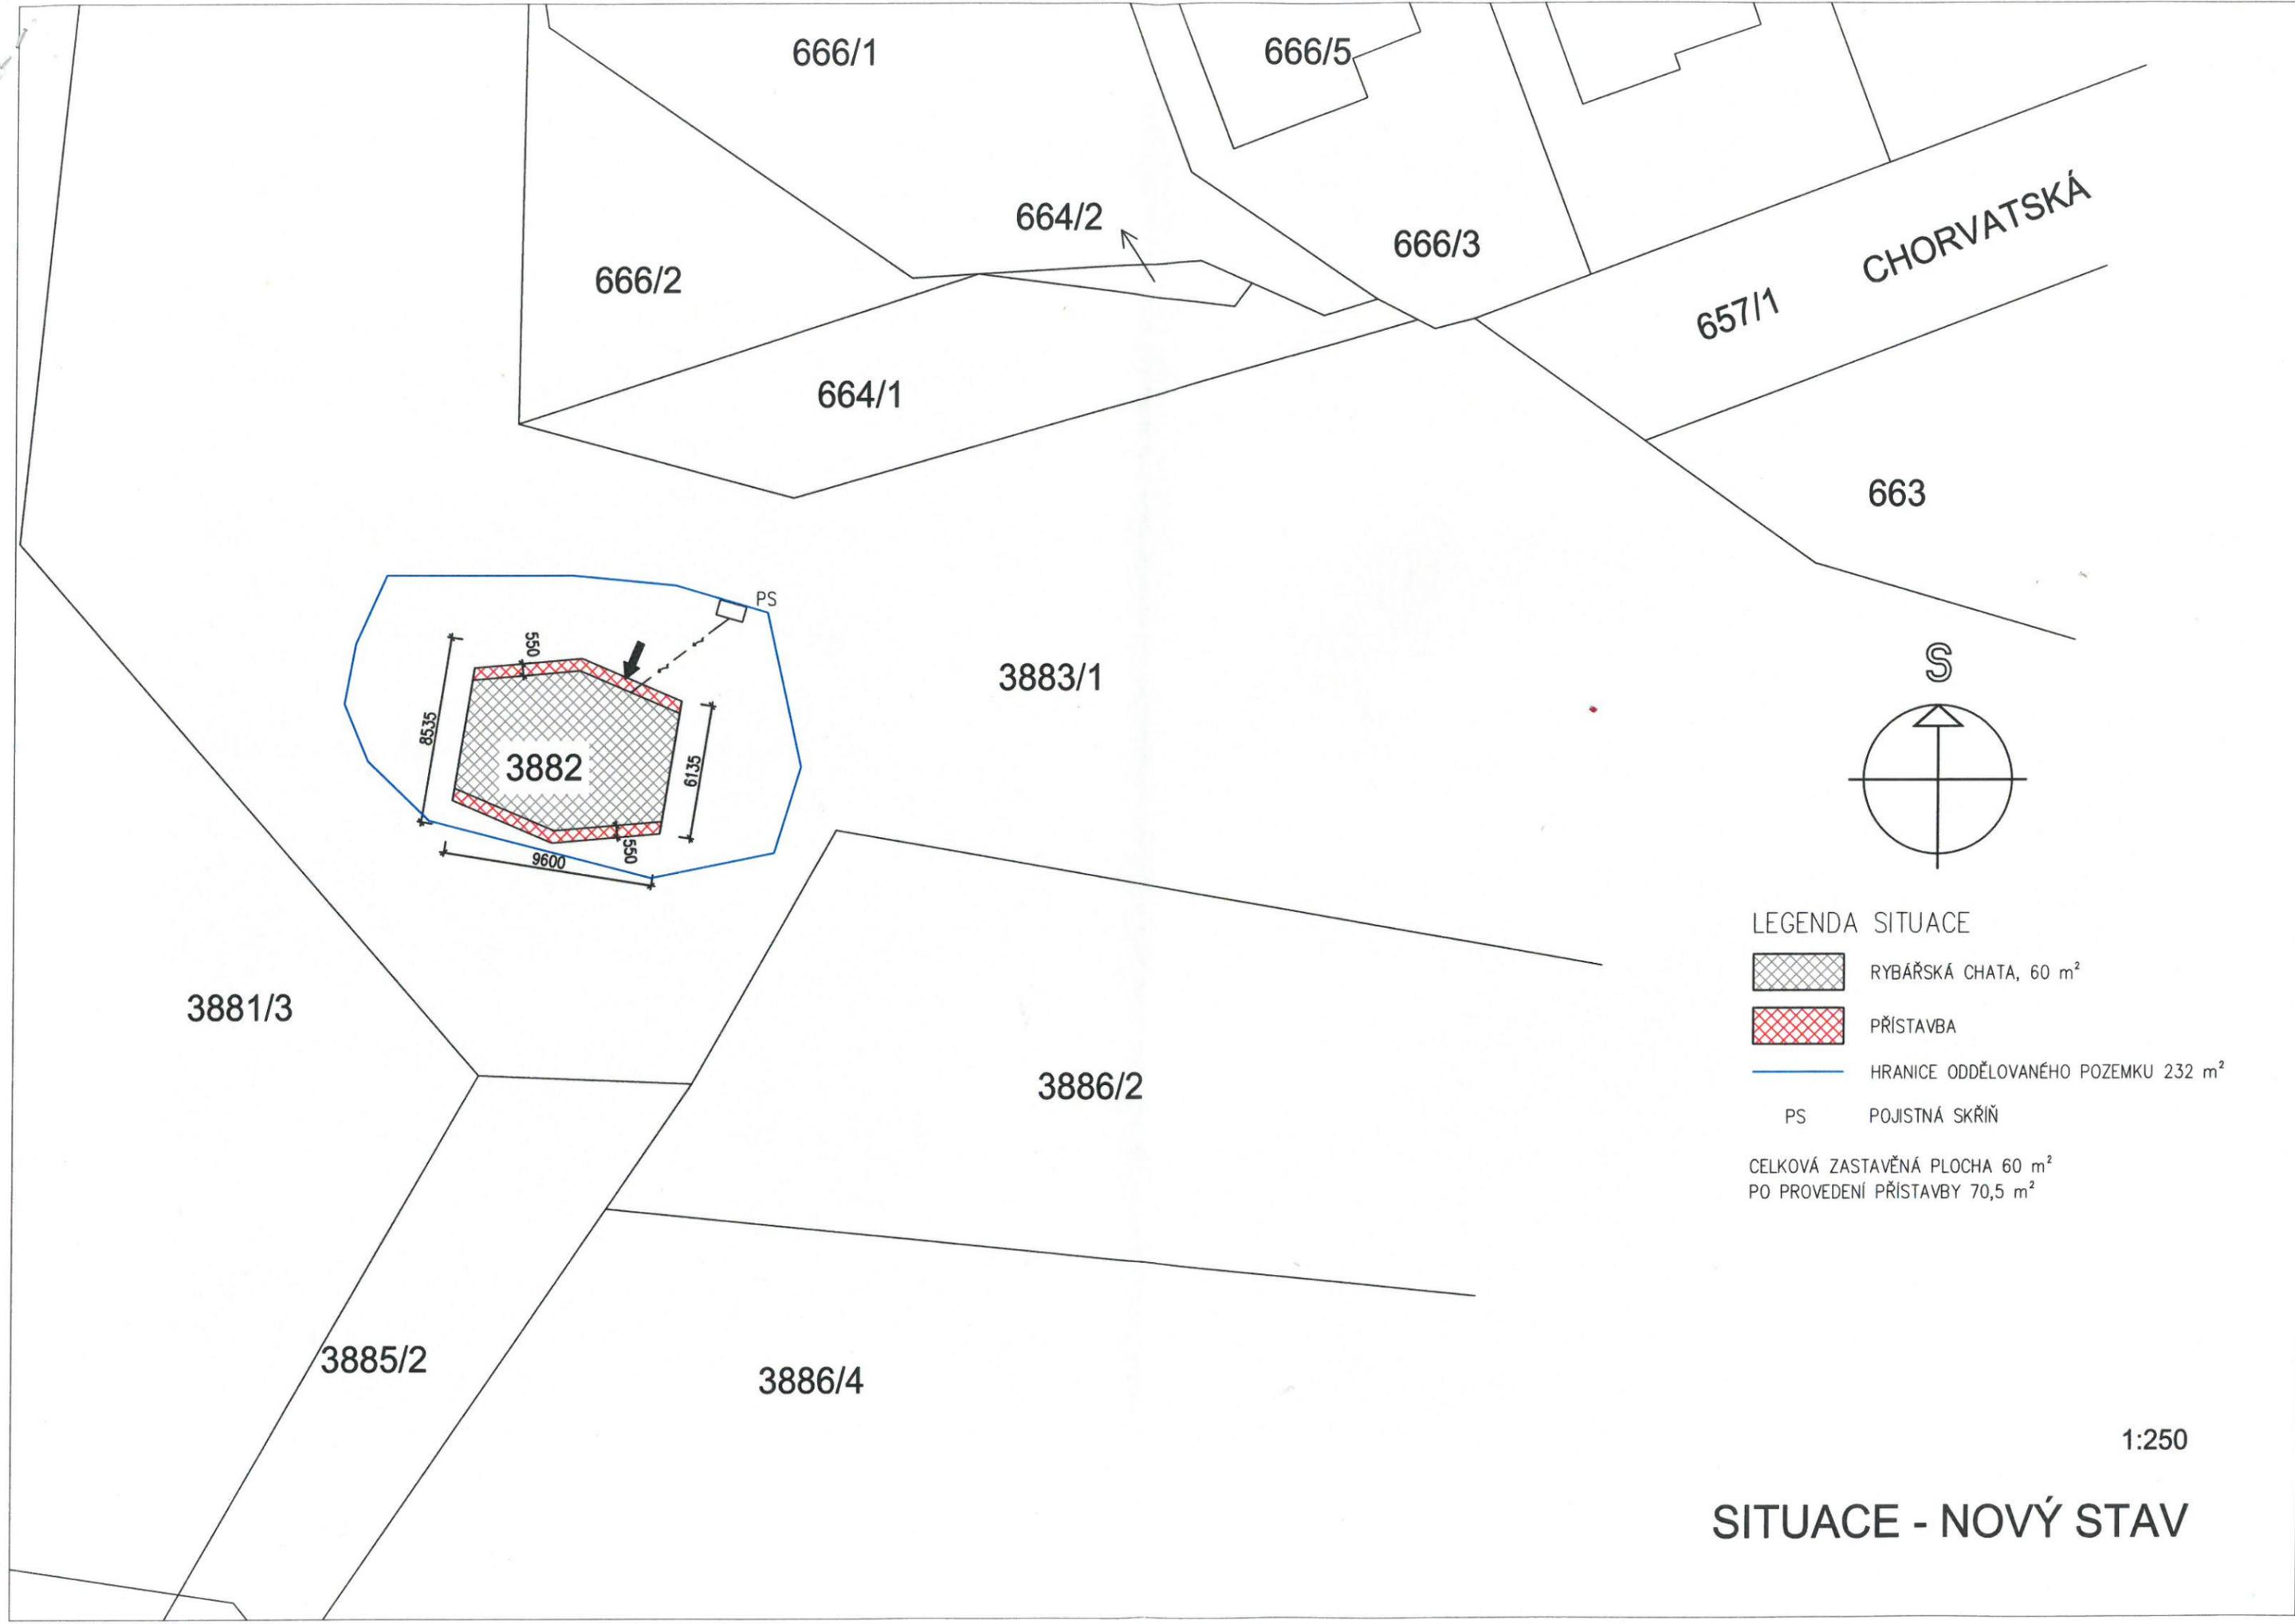 666/1
666/5
664/2
666/3
CHORVATSKÁ
666/2
657/1
664/1
663
PS
550
3883/1
S
8535
3882
6135
9600
550
LEGENDA SITUACE
RYBÁŘSKÁ CHATA, 60 m²
3881/3
PŘÍSTAVBA
HRANICE ODDĚLOVANÉHO POZEMKU 232 m²
3886/2
PS POJISTNÁ SKŘÍŇ
CELKOVÁ ZASTAVĚNÁ PLOCHA 60 m²
PO PROVEDENÍ PŘÍSTAVBY 70,5 m²
3885/2
3886/4
1:250
SITUACE - NOVÝ STAV